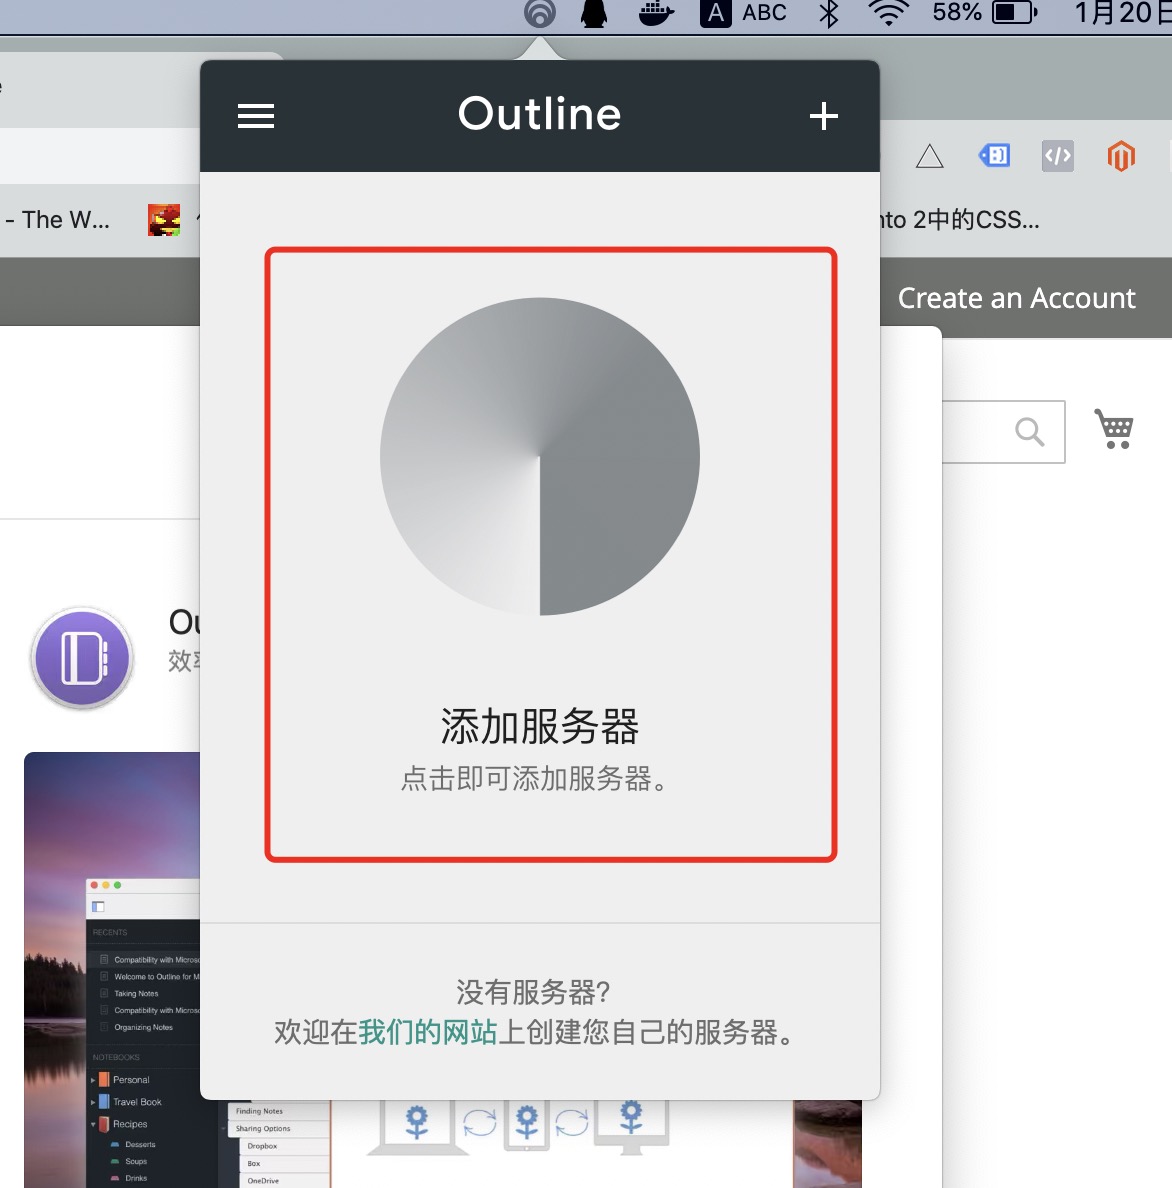 A ABC 58% 1月20日
Outline
- The W...
nto 2中的CSS...
Create an Account
添加服务器
点击即可添加服务器。
没有服务器?
欢迎在我们的网站上创建您自己的服务器。
Ou
效率
RECENTS
Compatibility with Microso
Welcome to Outline for M
Taking Notes
Compatibility with Microso
Organizing Notes
NOTEBOOKS
Personal
Travel Book
Recipes
Desserts
Soups
Drinks
Finding Notes
Sharing Options
Dropbox
Box
OneDrive